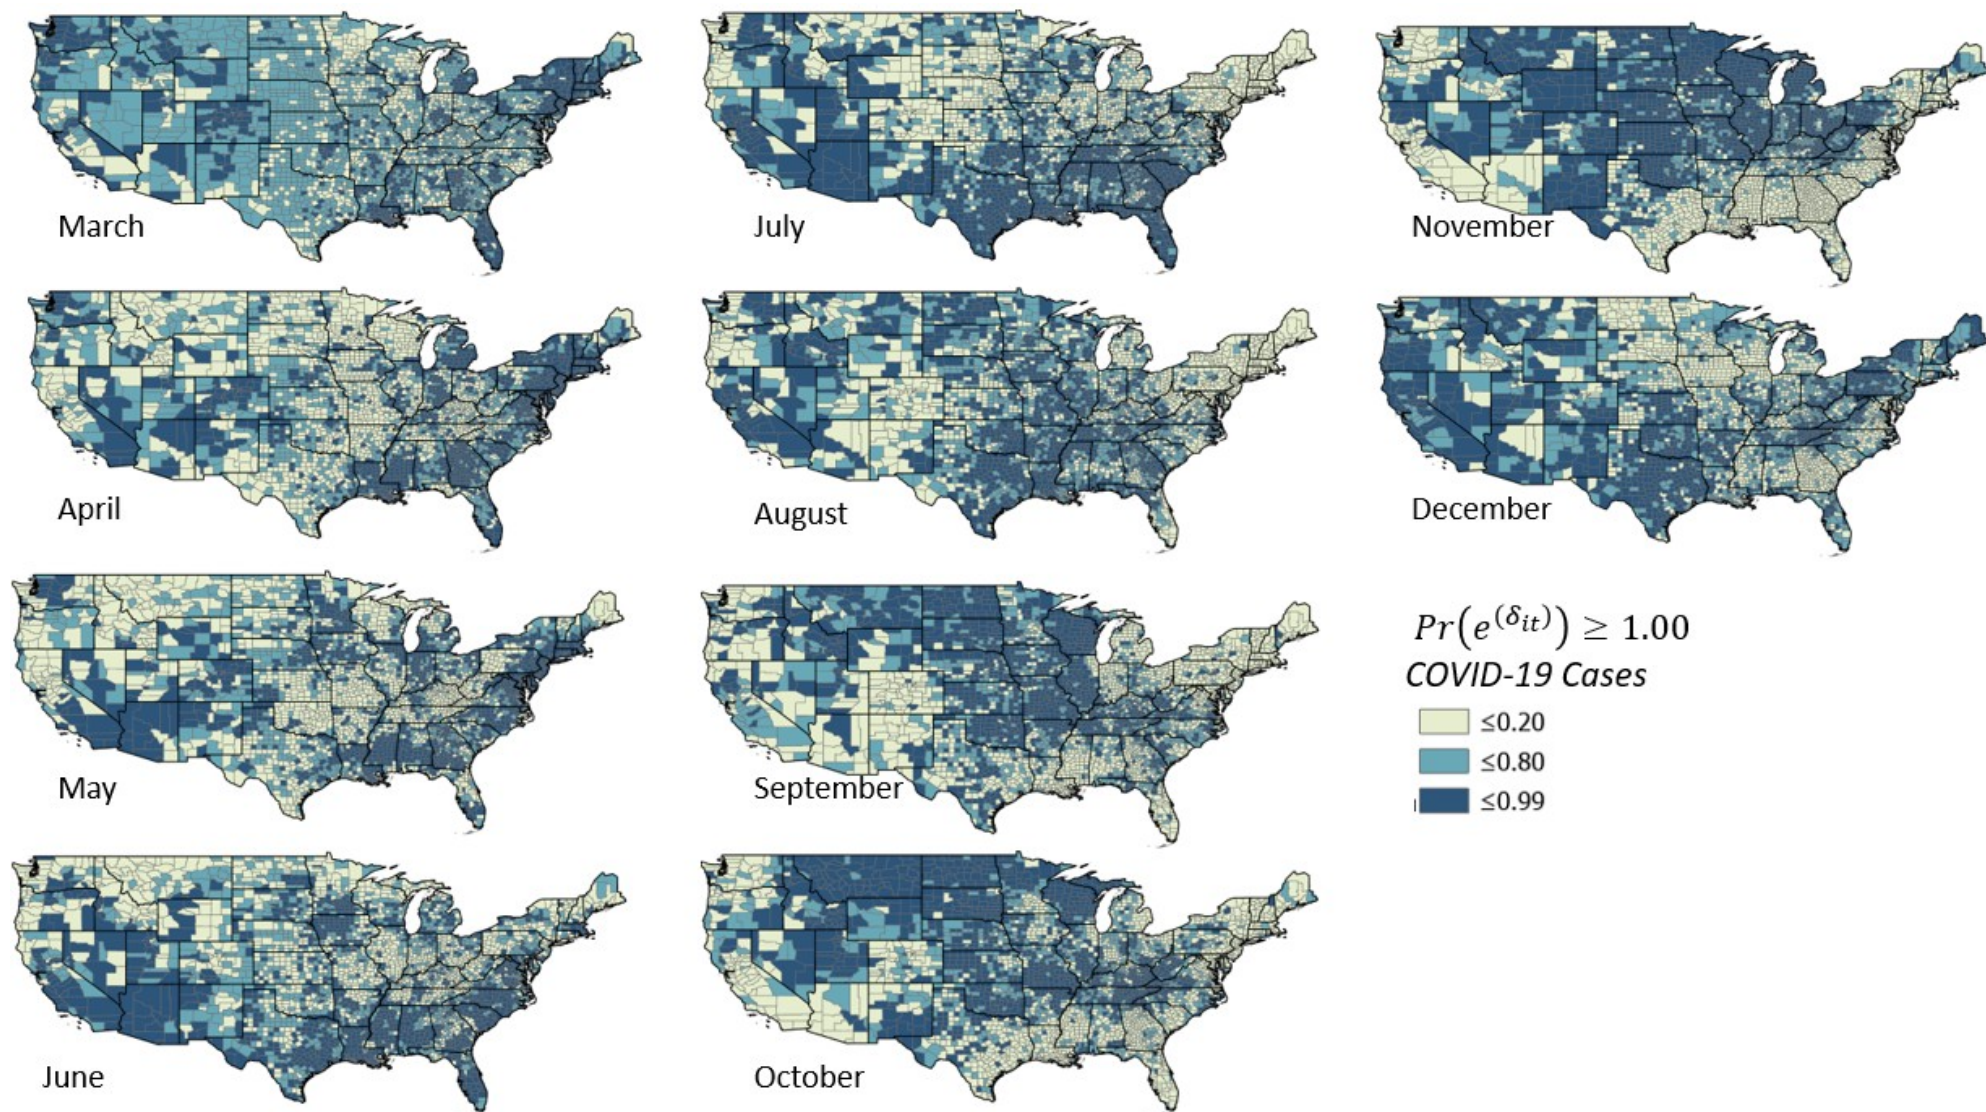 March
July
November
April
August
December
May
September
June
October
Pr(e^(δ_it)) ≥ 1.00
COVID-19 Cases
≤0.20
≤0.80
≤0.99